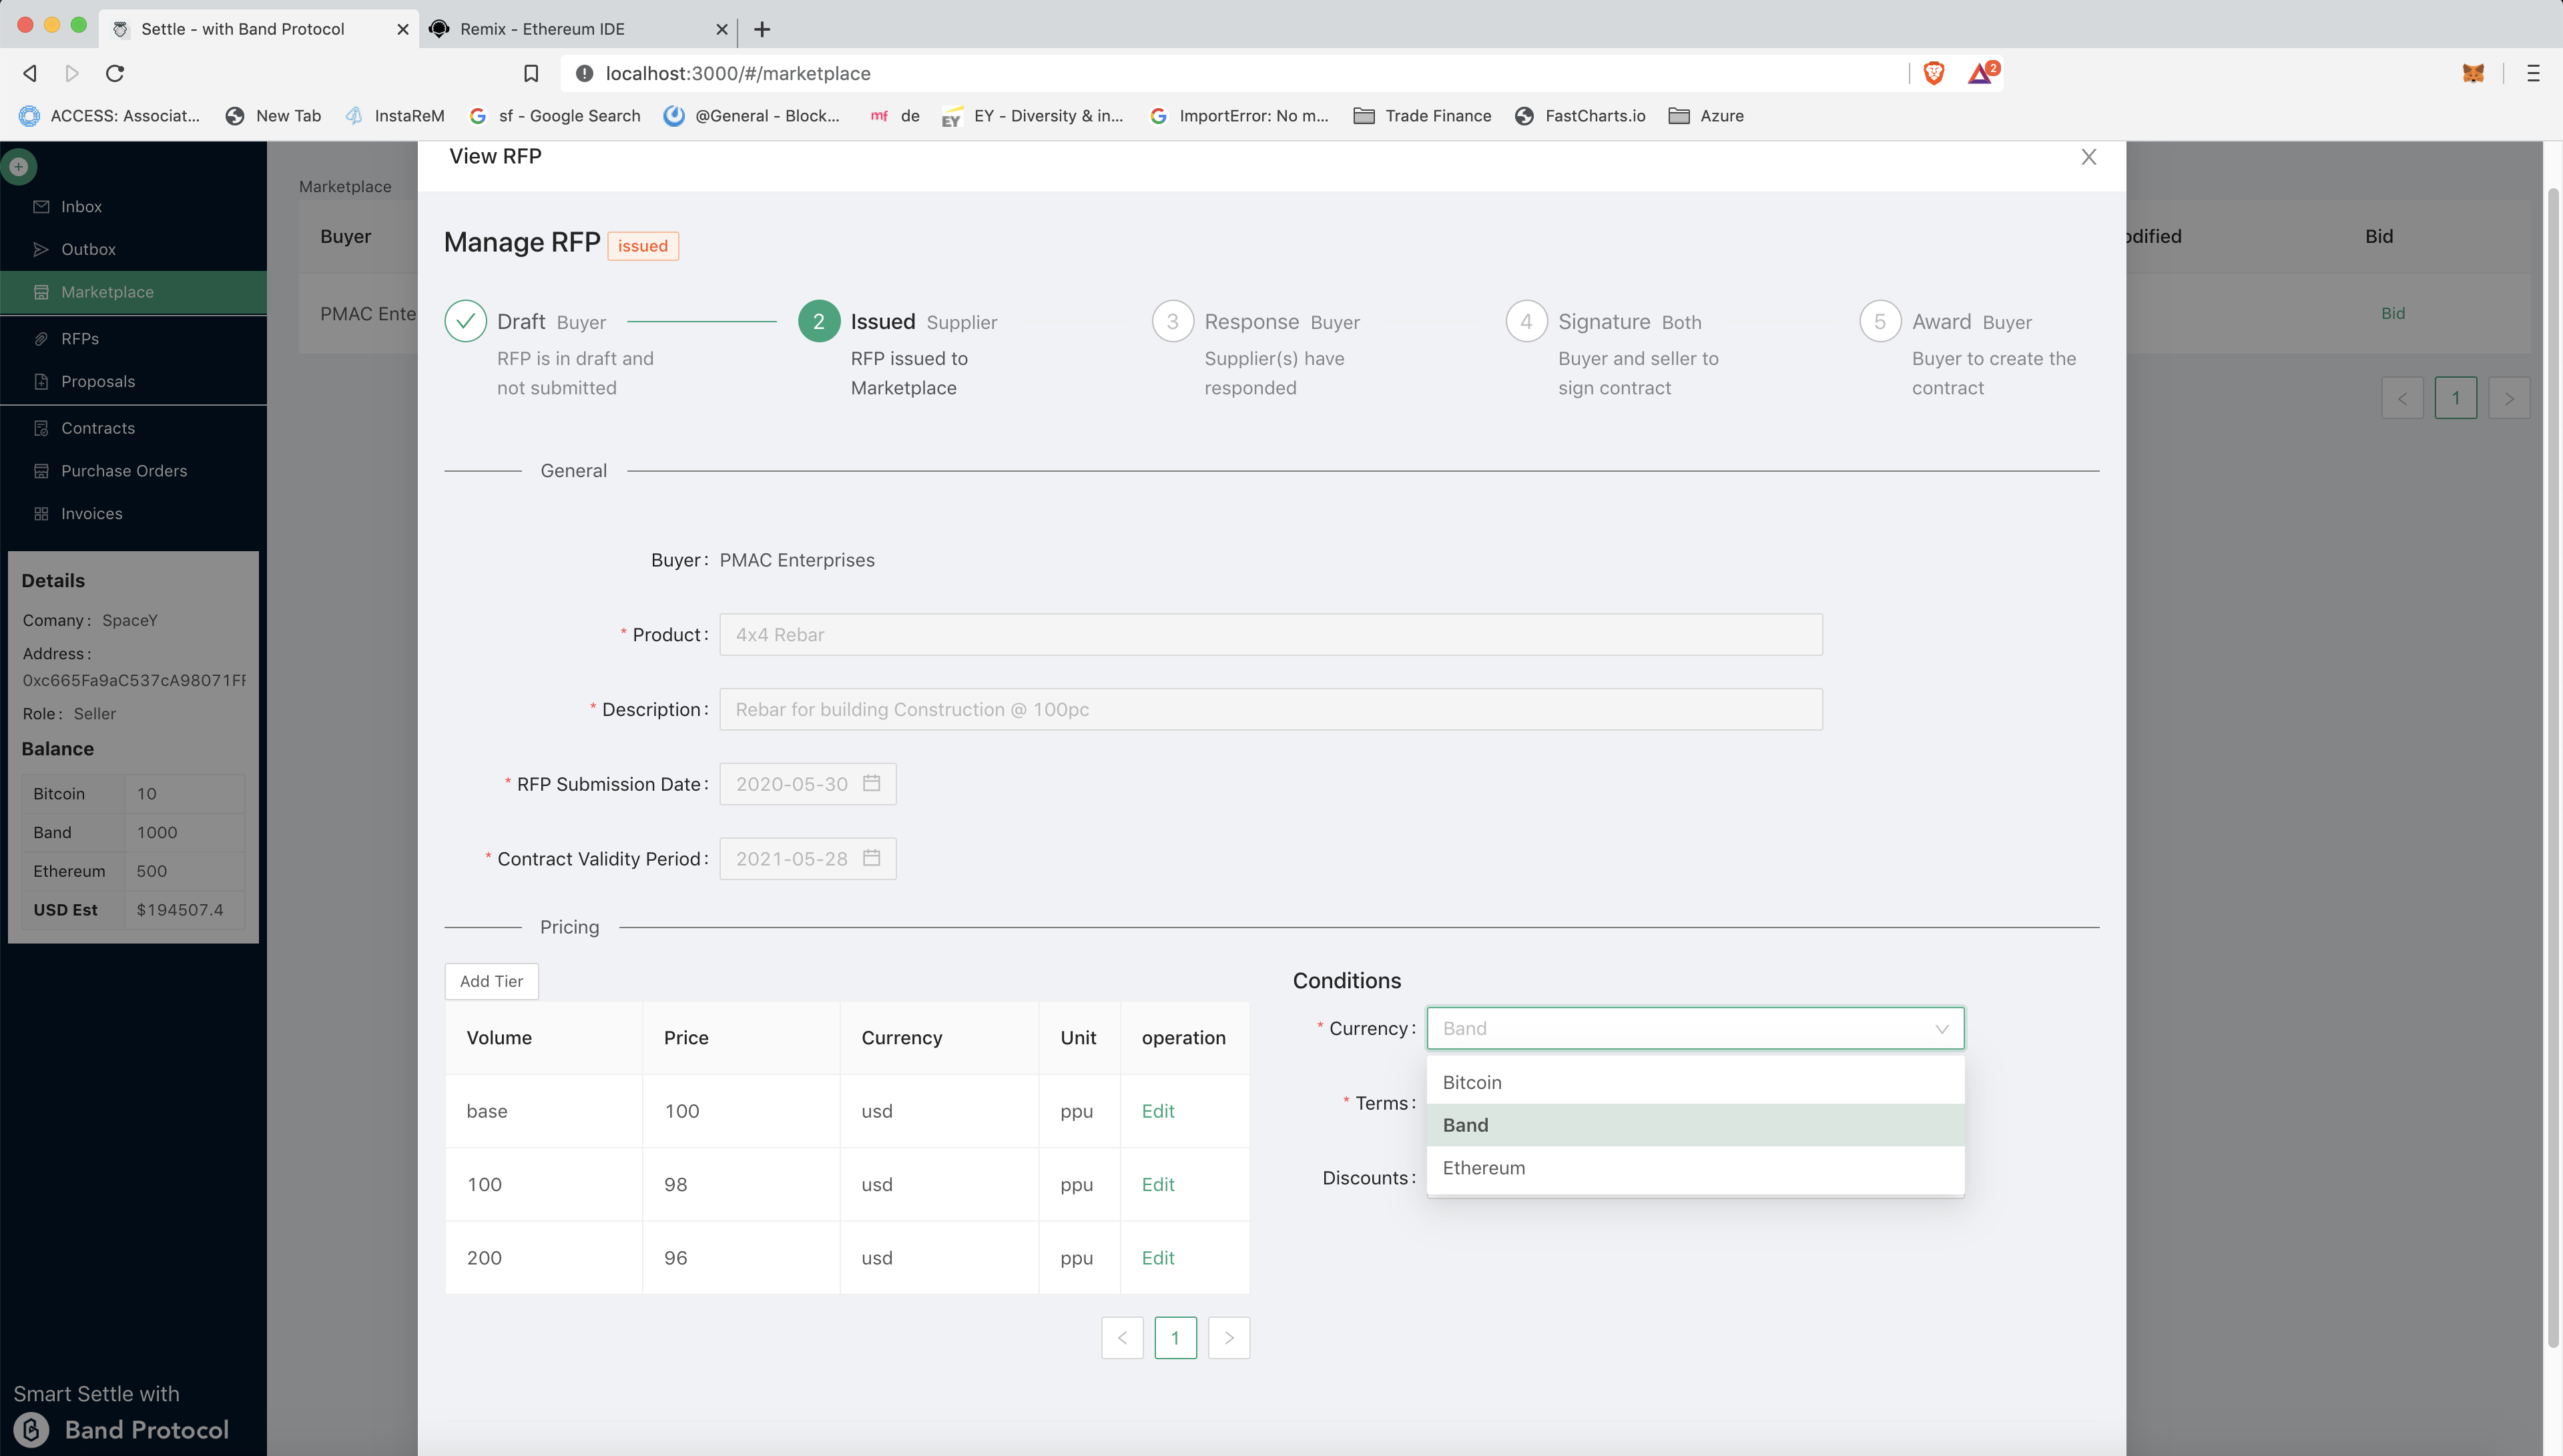 Settle - with Band Protocol
Remix - Ethereum IDE
localhost:3000/#/marketplace
2
ACCESS: Associat...
New Tab
InstaReM
sf - Google Search
@General - Block...
mf de
EY EY - Diversity & in...
ImportError: No m...
Trade Finance
FastCharts.io
Azure
Inbox
Outbox
Marketplace
RFPs
Proposals
Contracts
Purchase Orders
Invoices
Details
Comany: SpaceY
Address:
0xc665Fa9aC537cA98071FF
Role: Seller
Balance
Bitcoin 10
Band 1000
Ethereum 500
USD Est $194507.4
Smart Settle with
Band Protocol
Marketplace
Buyer
PMAC Ente
odified
Bid
Bid
< 1 >
View RFP
X
Manage RFP issued
Draft Buyer
RFP is in draft and
not submitted
2 Issued Supplier
RFP issued to
Marketplace
3 Response Buyer
Supplier(s) have
responded
4 Signature Both
Buyer and seller to
sign contract
5 Award Buyer
Buyer to create the
contract
General
Buyer: PMAC Enterprises
* Product: 4x4 Rebar
* Description: Rebar for building Construction @ 100pc
* RFP Submission Date: 2020-05-30
* Contract Validity Period: 2021-05-28
Pricing
Add Tier
Volume Price Currency Unit operation
base 100 usd ppu Edit
100 98 usd ppu Edit
200 96 usd ppu Edit
< 1 >
Conditions
* Currency: Band
Bitcoin
Band
Ethereum
* Terms:
Discounts: